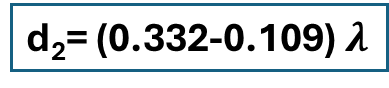 d₂= (0.332-0.109) λ